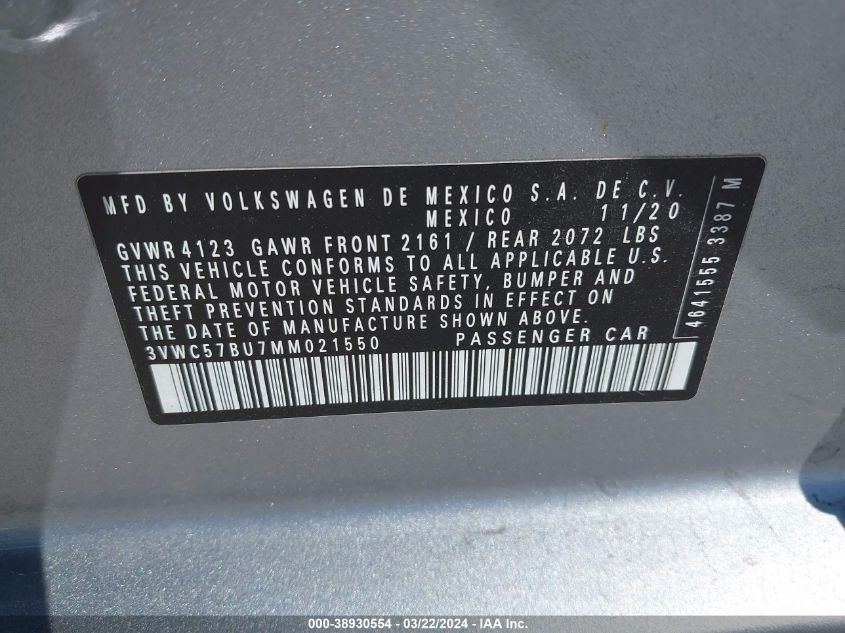 MFD BY VOLKSWAGEN DE MEXICO S.A. DE C.V.
MEXICO 11/20
GVWR 4123 GAWR FRONT 2161 / REAR 2072 LBS
THIS VEHICLE CONFORMS TO ALL APPLICABLE U.S.
FEDERAL MOTOR VEHICLE SAFETY, BUMPER AND
THEFT PREVENTION STANDARDS IN EFFECT ON
THE DATE OF MANUFACTURE SHOWN ABOVE.
3VWC57BU7MM021550 PASSENGER CAR
4641555 3387 M
000-38930554 - 03/22/2024 - IAA Inc.